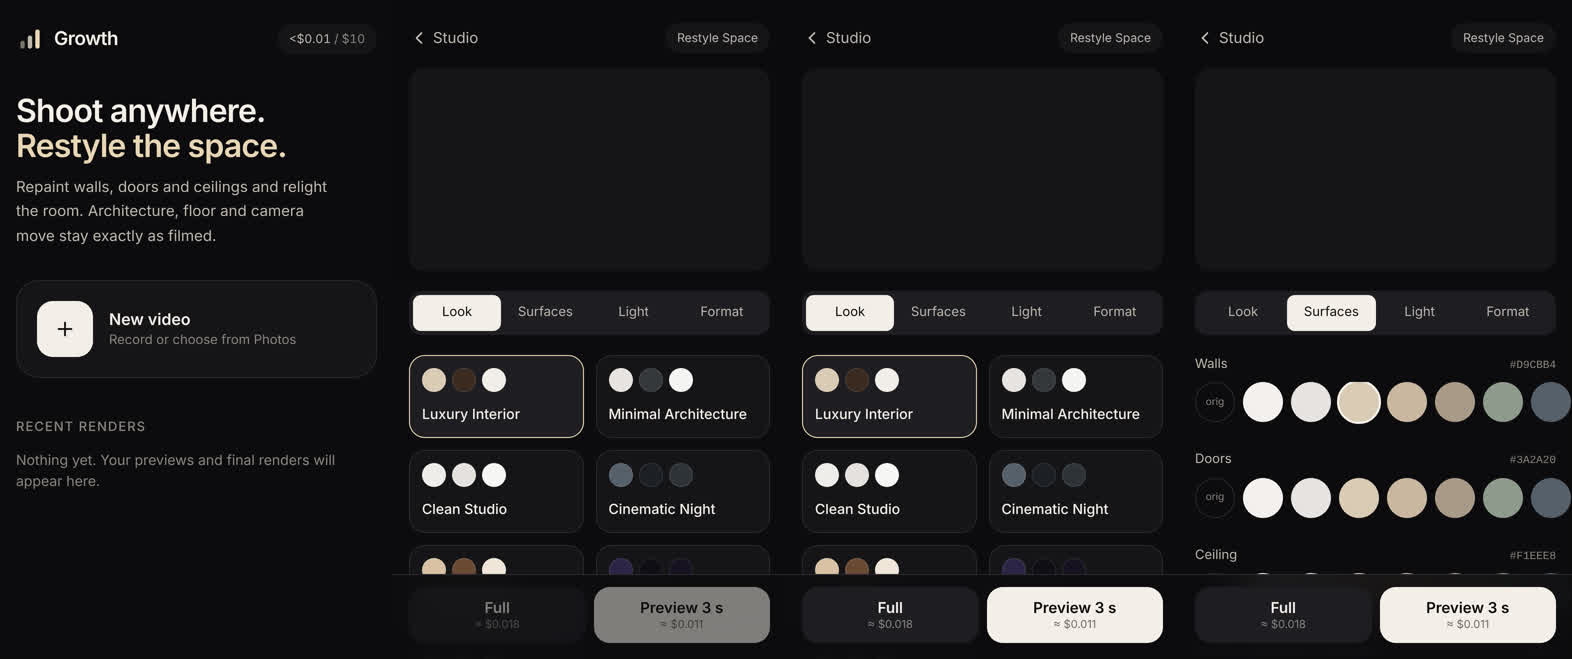 Growth
<$0.01 / $10
Shoot anywhere.
Restyle the space.
Repaint walls, doors and ceilings and relight
the room. Architecture, floor and camera
move stay exactly as filmed.
+
New video
Record or choose from Photos
RECENT RENDERS
Nothing yet. Your previews and final renders will
appear here.
Studio
Restyle Space
Look
Surfaces
Light
Format
Luxury Interior
Minimal Architecture
Clean Studio
Cinematic Night
Full
≈ $0.018
Preview 3 s
≈ $0.011
Studio
Restyle Space
Look
Surfaces
Light
Format
Luxury Interior
Minimal Architecture
Clean Studio
Cinematic Night
Full
≈ $0.018
Preview 3 s
≈ $0.011
Studio
Restyle Space
Look
Surfaces
Light
Format
Walls
#D9CBB4
orig
Doors
#3A2A20
orig
Ceiling
#F1EEE8
Full
≈ $0.018
Preview 3 s
≈ $0.011